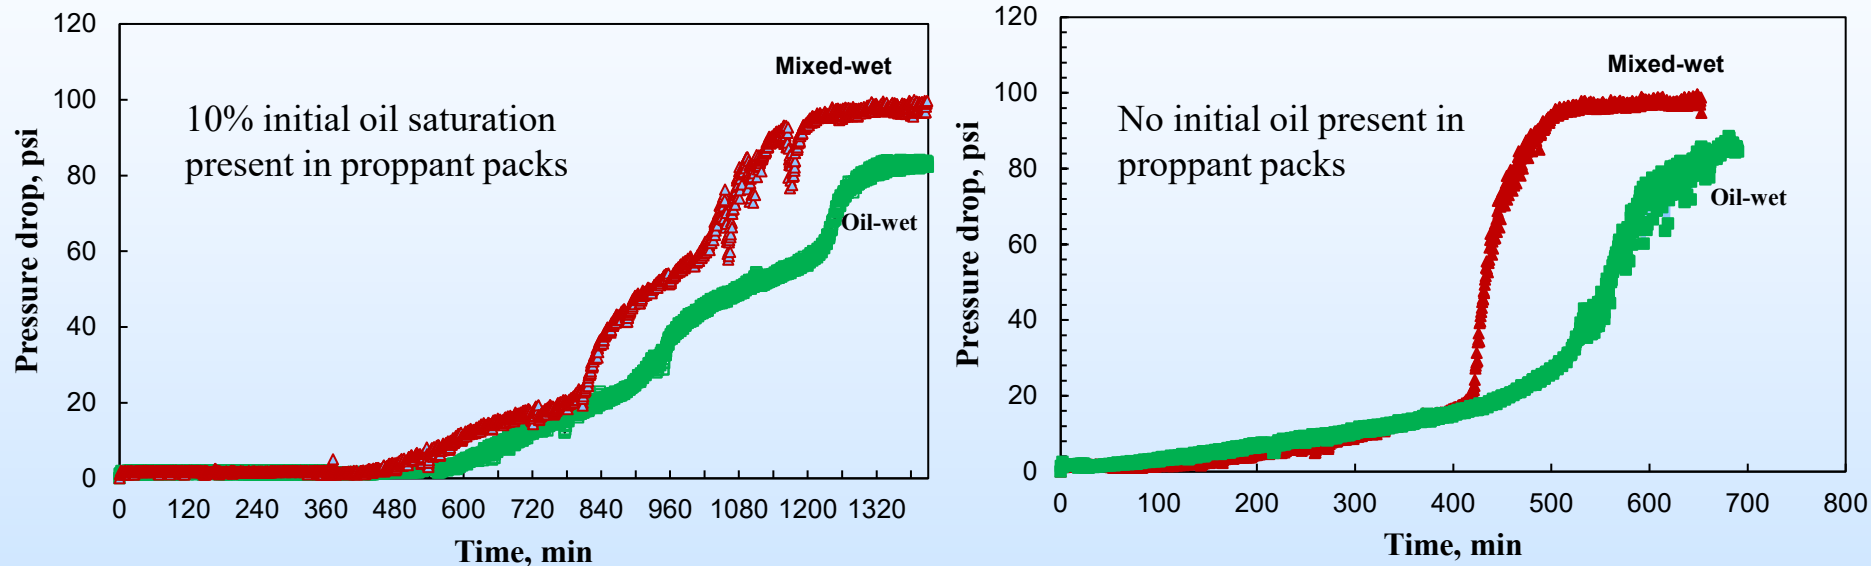 120
100
80
60
40
20
0
Pressure drop, psi
10% initial oil saturation
present in proppant packs
Mixed-wet
Oil-wet
0 120 240 360 480 600 720 840 960 1080 1200 1320
Time, min
120
100
80
60
40
20
0
Pressure drop, psi
No initial oil present in
proppant packs
Mixed-wet
Oil-wet
0 100 200 300 400 500 600 700 800
Time, min